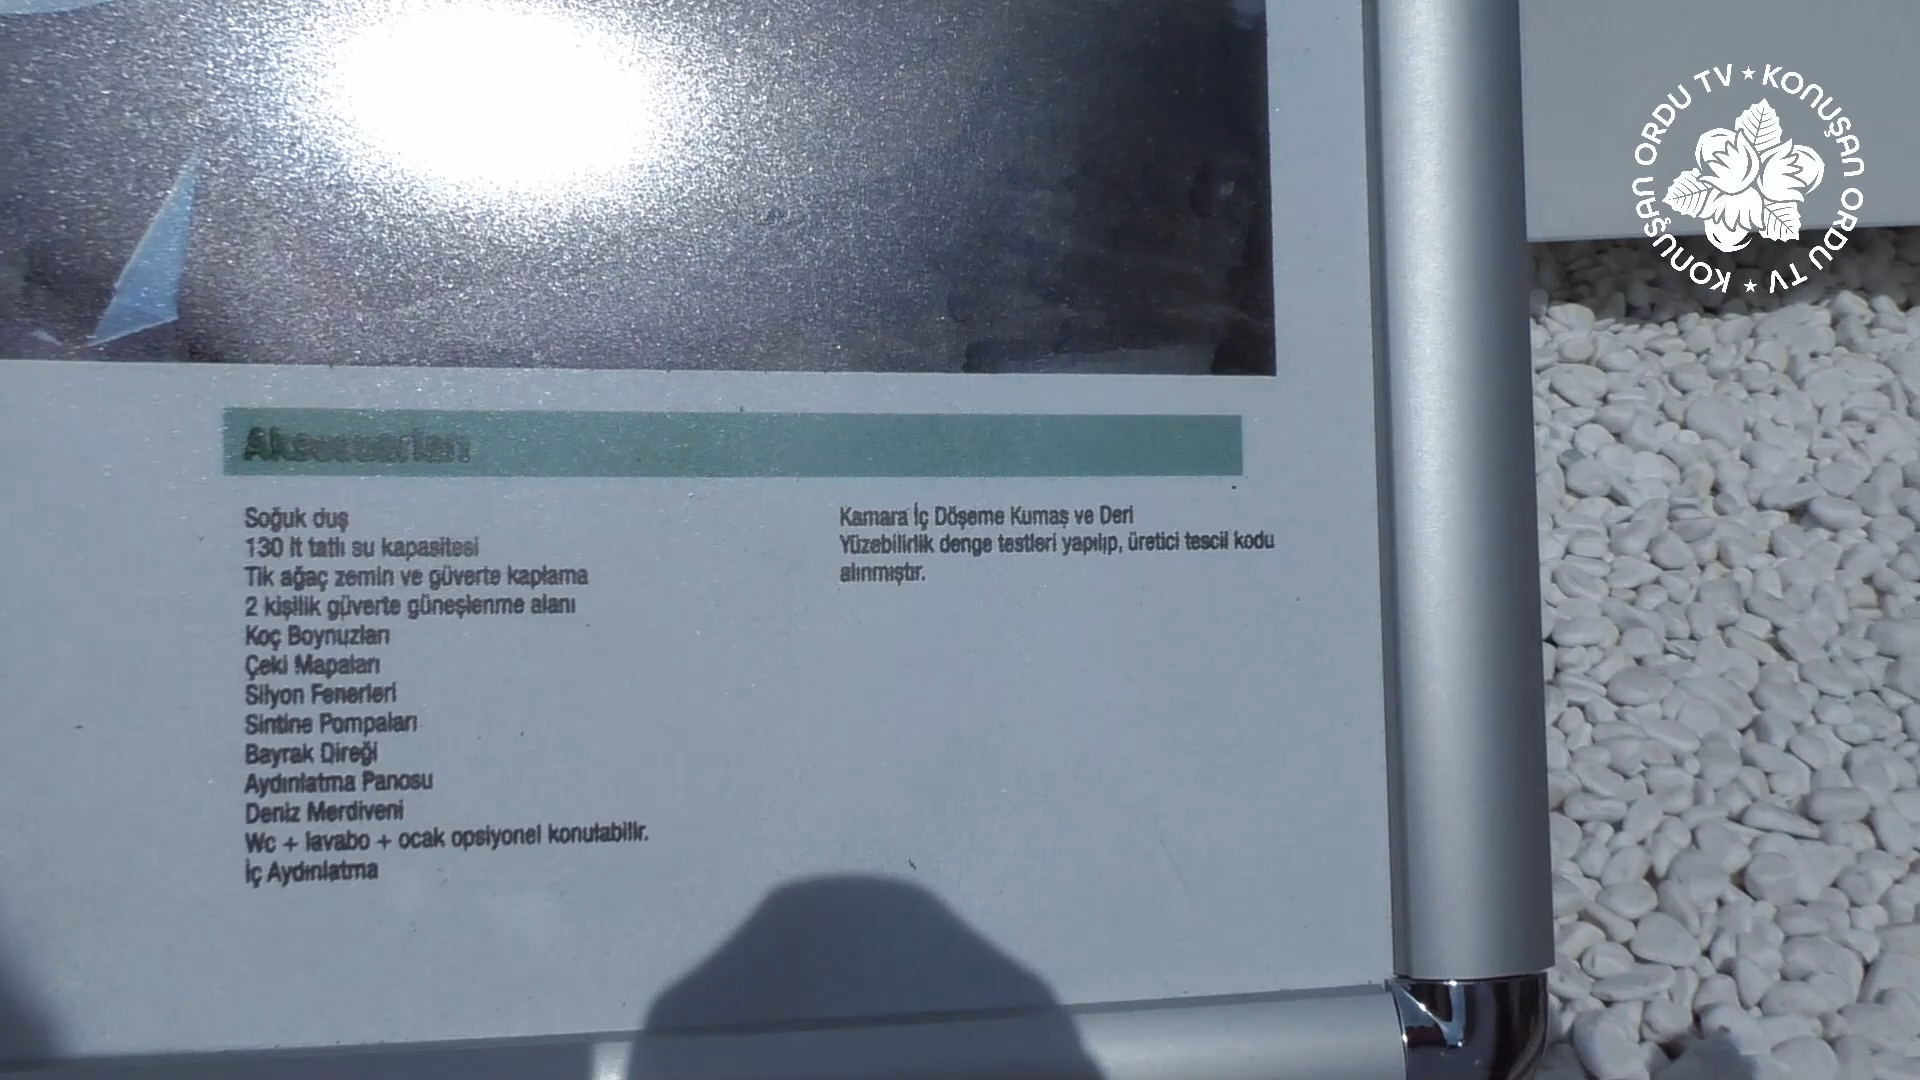 Aksesuarları
Soğuk duş
130 lt tatlı su kapasitesi
Tik ağaç zemin ve güverte kaplama
2 kişilik güverte güneşlenme alanı
Koç Boynuzları
Çeki Mapaları
Silyon Fenerleri
Sintine Pompaları
Bayrak Direği
Aydınlatma Panosu
Deniz Merdiveni
Wc + lavabo + ocak opsiyonel konulabilir.
İç Aydınlatma
Kamara İç Döşeme Kumaş ve Deri
Yüzebilirlik denge testleri yapılıp, üretici tescil kodu
alınmıştır.
KONUŞAN ORDU TV ★ KONUŞAN ORDU TV ★